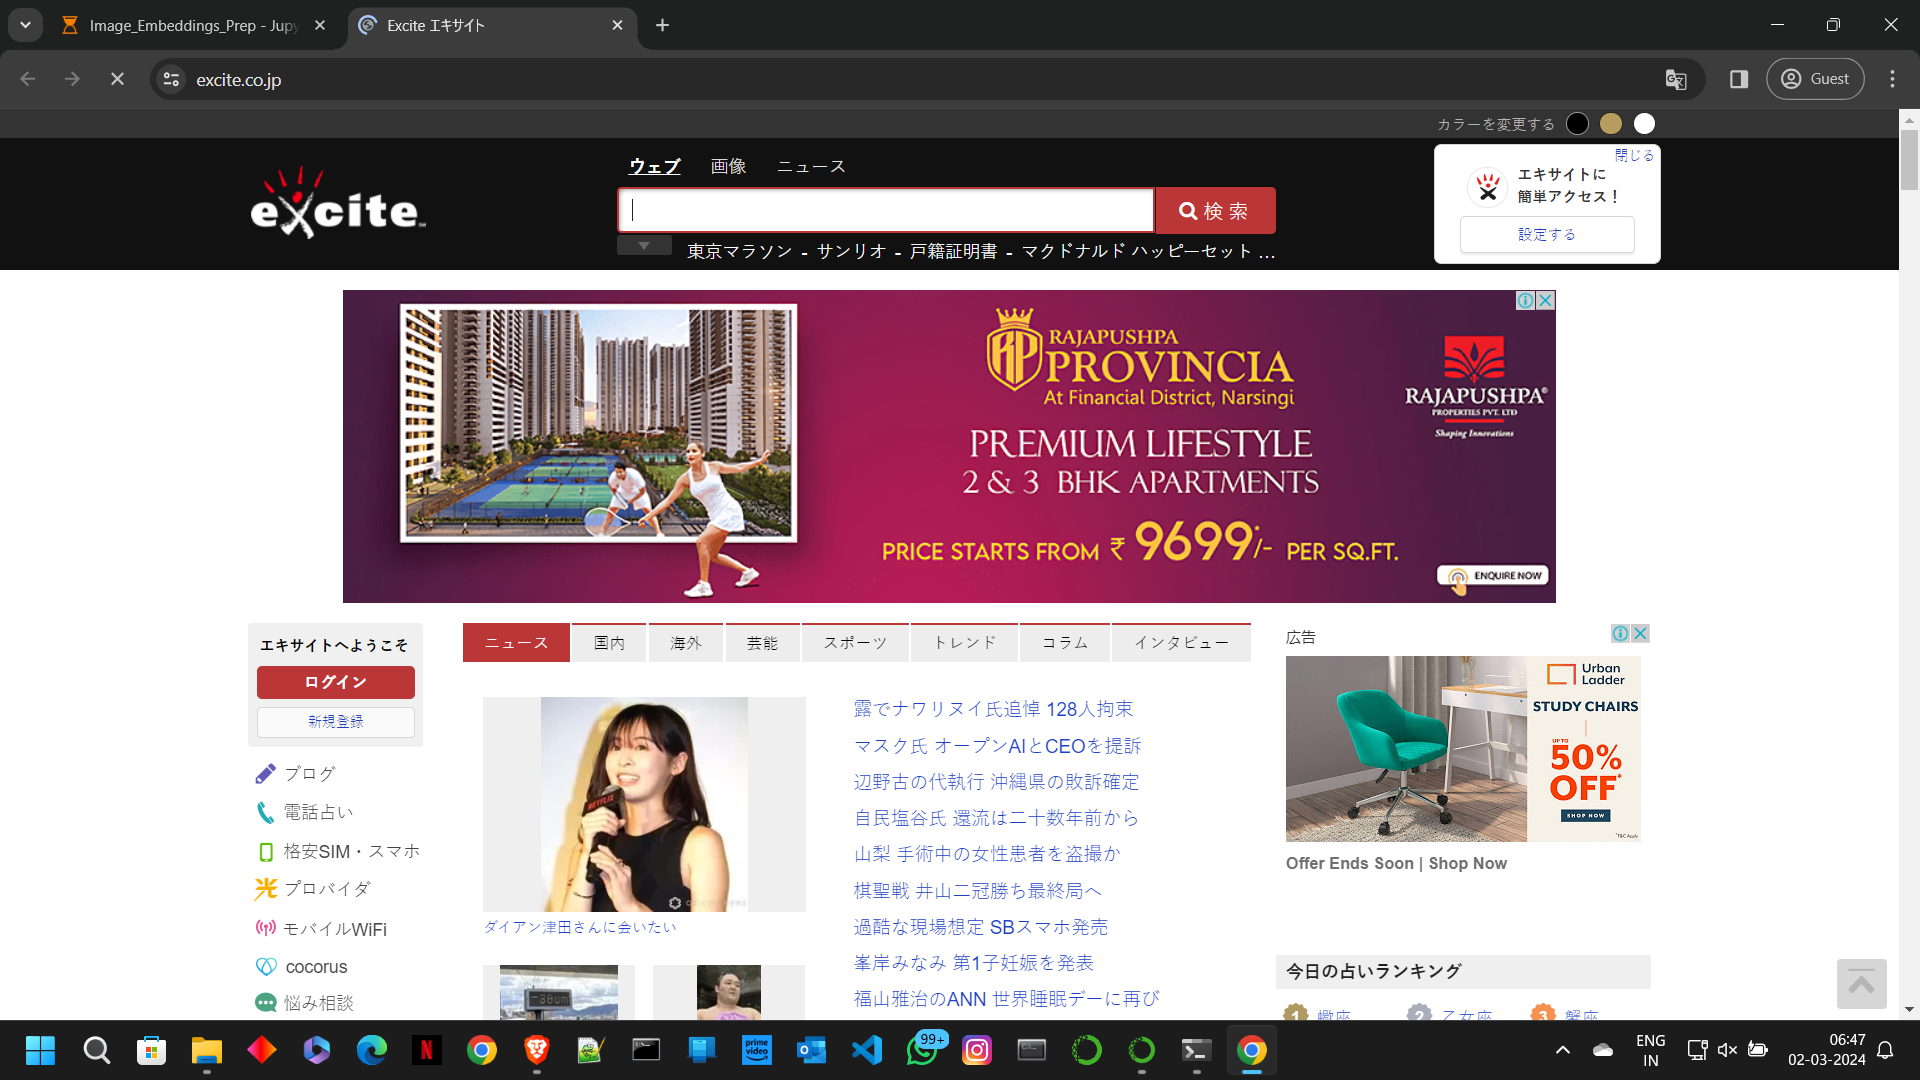 Image_Embeddings_Prep - Jupy
Excite エキサイト
excite.co.jp
Guest
カラーを変更する
excite
ウェブ 画像 ニュース
検索
東京マラソン - サンリオ - 戸籍証明書 - マクドナルド ハッピーセット ...
閉じる
エキサイトに
簡単アクセス！
設定する
RAJAPUSHPA
PROVINCIA
At Financial District, Narsingi
PREMIUM LIFESTYLE
2 & 3 BHK APARTMENTS
PRICE STARTS FROM ₹ 9699*/- PER SQ.FT.
RAJAPUSHPA®
PROPERTIES PVT. LTD
Shaping Innovations
ENQUIRE NOW
エキサイトへようこそ
ログイン
新規登録
ブログ
電話占い
格安SIM・スマホ
プロバイダ
モバイルWiFi
cocorus
悩み相談
ニュース 国内 海外 芸能 スポーツ トレンド コラム インタビュー
NETFLIX
ダイアン津田さんに会いたい
露でナワリヌイ氏追悼 128人拘束
マスク氏 オープンAIとCEOを提訴
辺野古の代執行 沖縄県の敗訴確定
自民塩谷氏 還流は二十数年前から
山梨 手術中の女性患者を盗撮か
棋聖戦 井山二冠勝ち最終局へ
過酷な現場想定 SBスマホ発売
峯岸みなみ 第1子妊娠を発表
福山雅治のANN 世界睡眠デーに再び
広告
Urban
Ladder
STUDY CHAIRS
UP TO
50%
OFF*
SHOP NOW
*T&C Apply
Offer Ends Soon | Shop Now
今日の占いランキング
1 蠍座 2 乙女座 3 蟹座
99+
prime
video
ENG
IN
06:47
02-03-2024